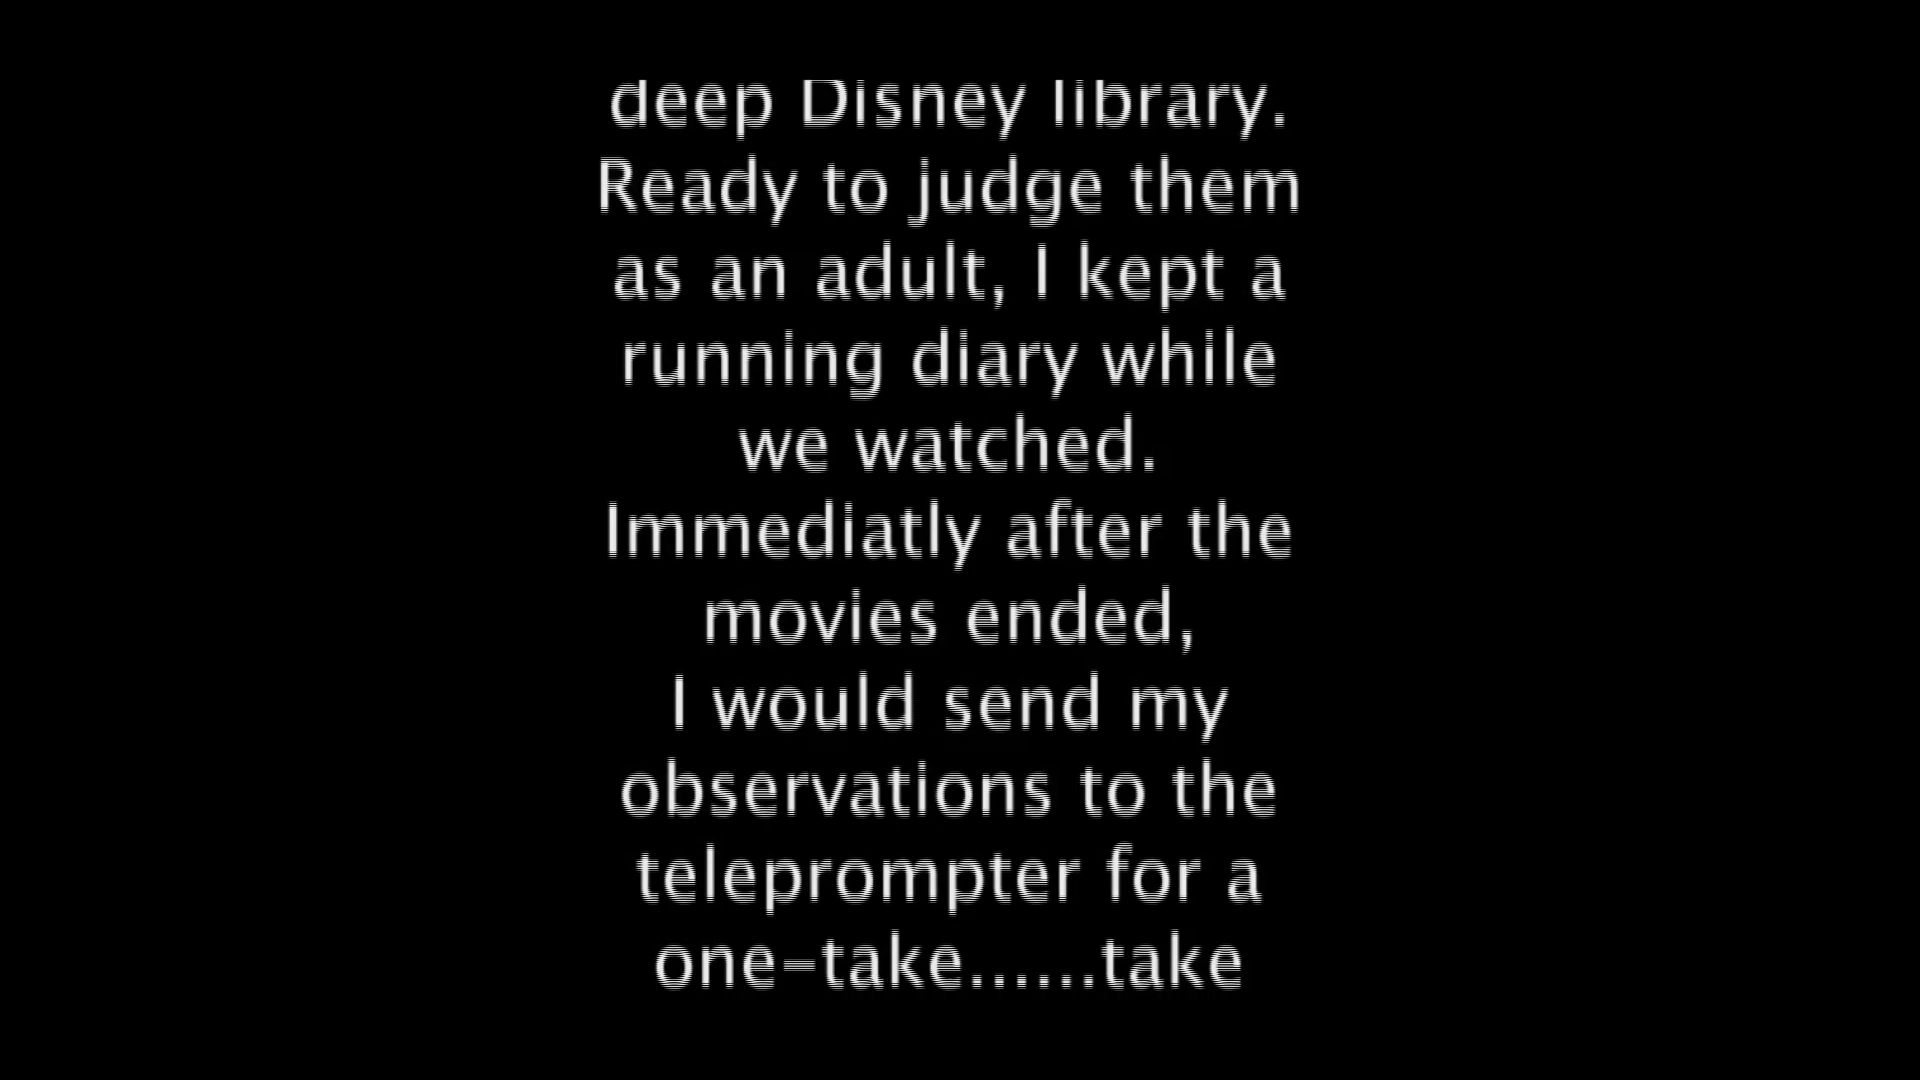 deep Disney library.
Ready to judge them
as an adult, I kept a
running diary while
we watched.
Immediatly after the
movies ended,
I would send my
observations to the
teleprompter for a
one-take......take